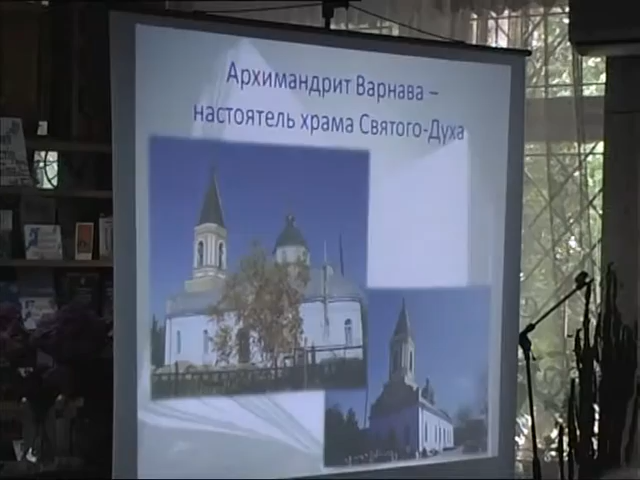 Архимандрит Варнава –
настоятель храма Святого-Духа